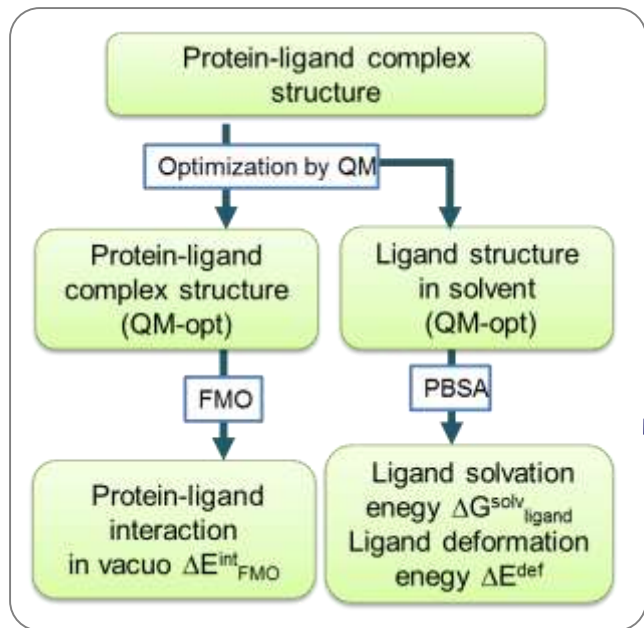 Protein-ligand complex
structure
Optimization by QM
Protein-ligand
complex structure
(QM-opt)
Ligand structure
in solvent
(QM-opt)
FMO
PBSA
Protein-ligand
interaction
in vacuo ΔE^int_FMO
Ligand solvation
enegy ΔG^solv_ligand
Ligand deformation
enegy ΔE^def